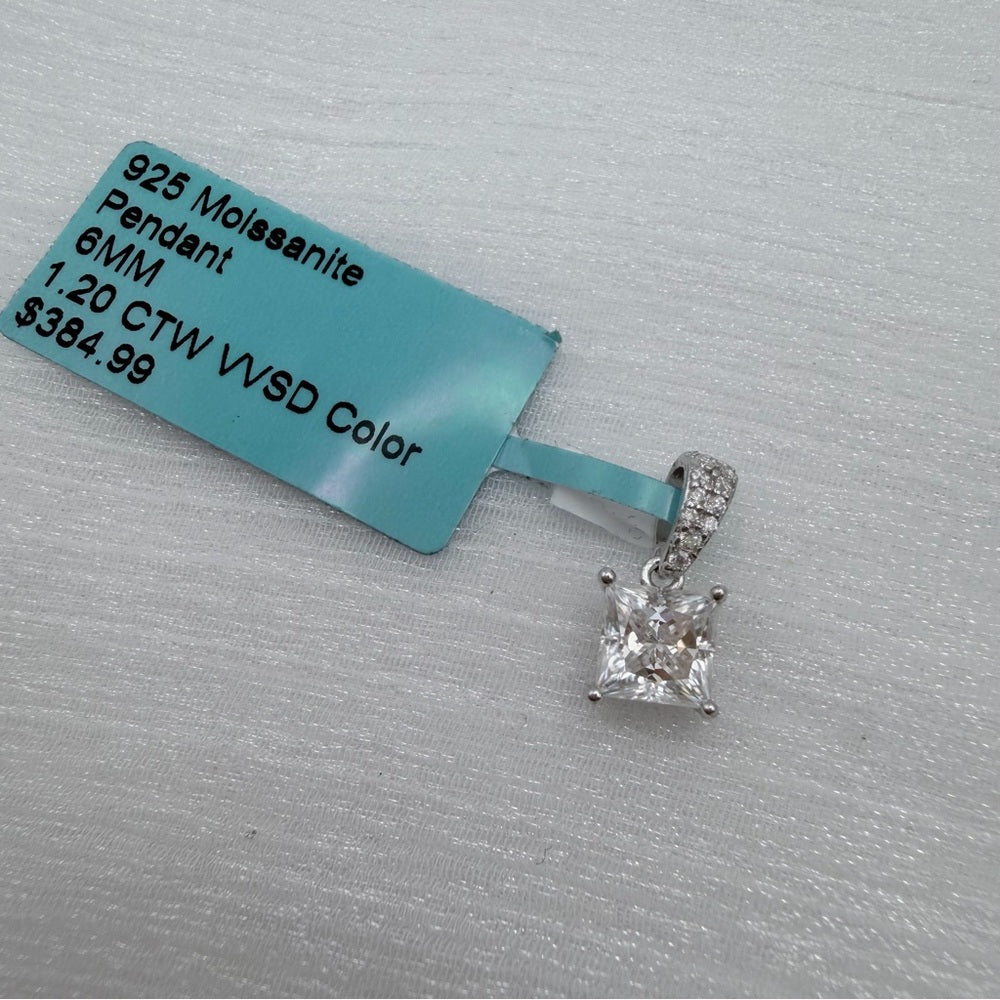 925 Moissanite
Pendant
6MM
1.20 CTW VVSD Color
$384.99